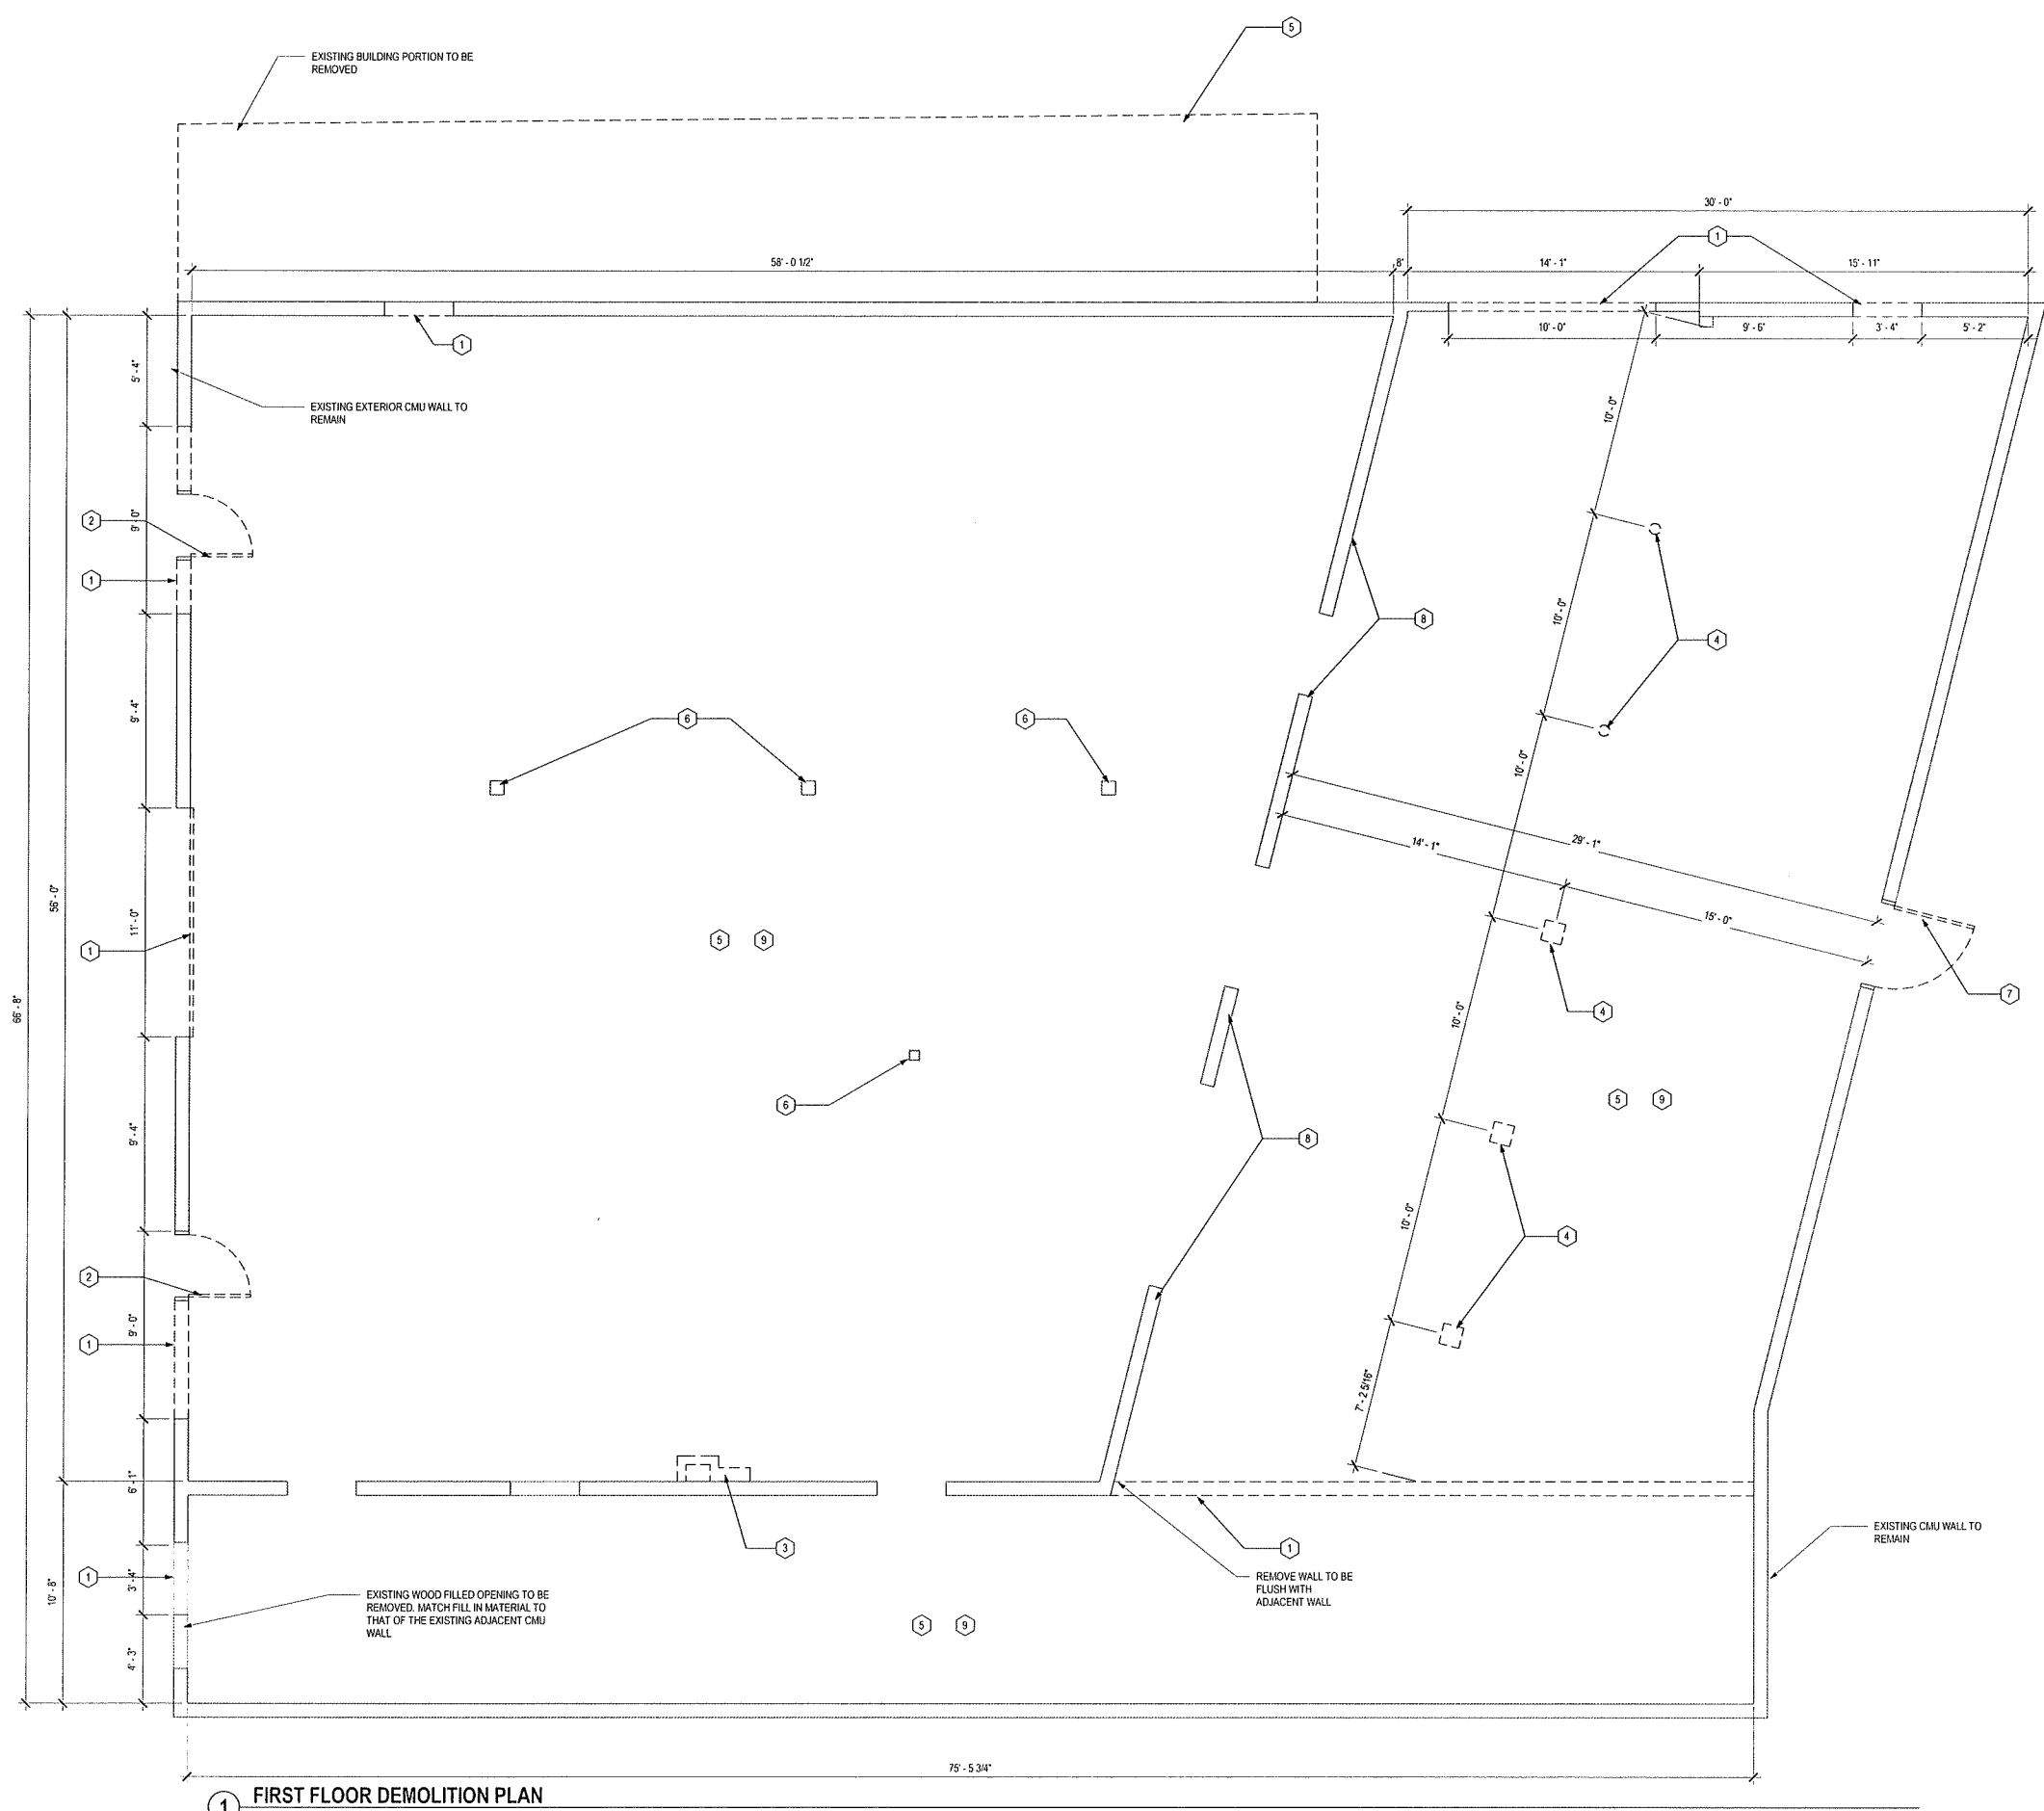 5
EXISTING BUILDING PORTION TO BE
REMOVED
30' - 0"
1
58' - 0 1/2"
8"
14' - 1"
15' - 11"
10' - 0"
9' - 6"
3' - 4"
5' - 2"
1
5' - 4"
EXISTING EXTERIOR CMU WALL TO
REMAIN
10' - 0"
2
9' - 0"
1
10' - 0"
8
4
9' - 4"
6
6
10' - 0"
29' - 1"
14' - 1"
15' - 0"
56' - 0"
11' - 0"
1
5
9
66' - 8"
4
7
10' - 0"
6
5
9
9' - 4"
8
10' - 0"
4
2
9' - 0"
1
7' - 2 5/16"
6' - 1"
3
1
EXISTING CMU WALL TO
REMAIN
1
3' - 4"
10' - 8"
EXISTING WOOD FILLED OPENING TO BE
REMOVED. MATCH FILL IN MATERIAL TO
THAT OF THE EXISTING ADJACENT CMU
WALL
REMOVE WALL TO BE
FLUSH WITH
ADJACENT WALL
5
9
4' - 3"
75' - 5 3/4"
1
FIRST FLOOR DEMOLITION PLAN